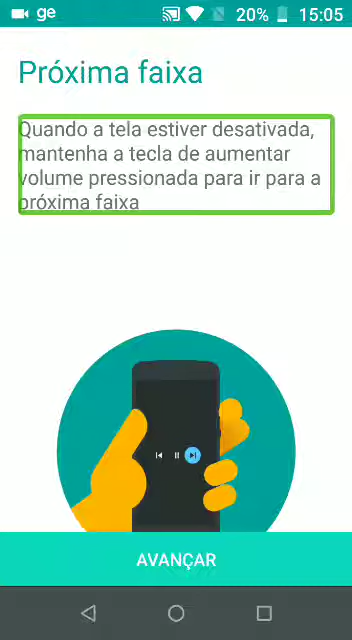 ge 20% 15:05
Próxima faixa
Quando a tela estiver desativada,
mantenha a tecla de aumentar
volume pressionada para ir para a
próxima faixa
AVANÇAR